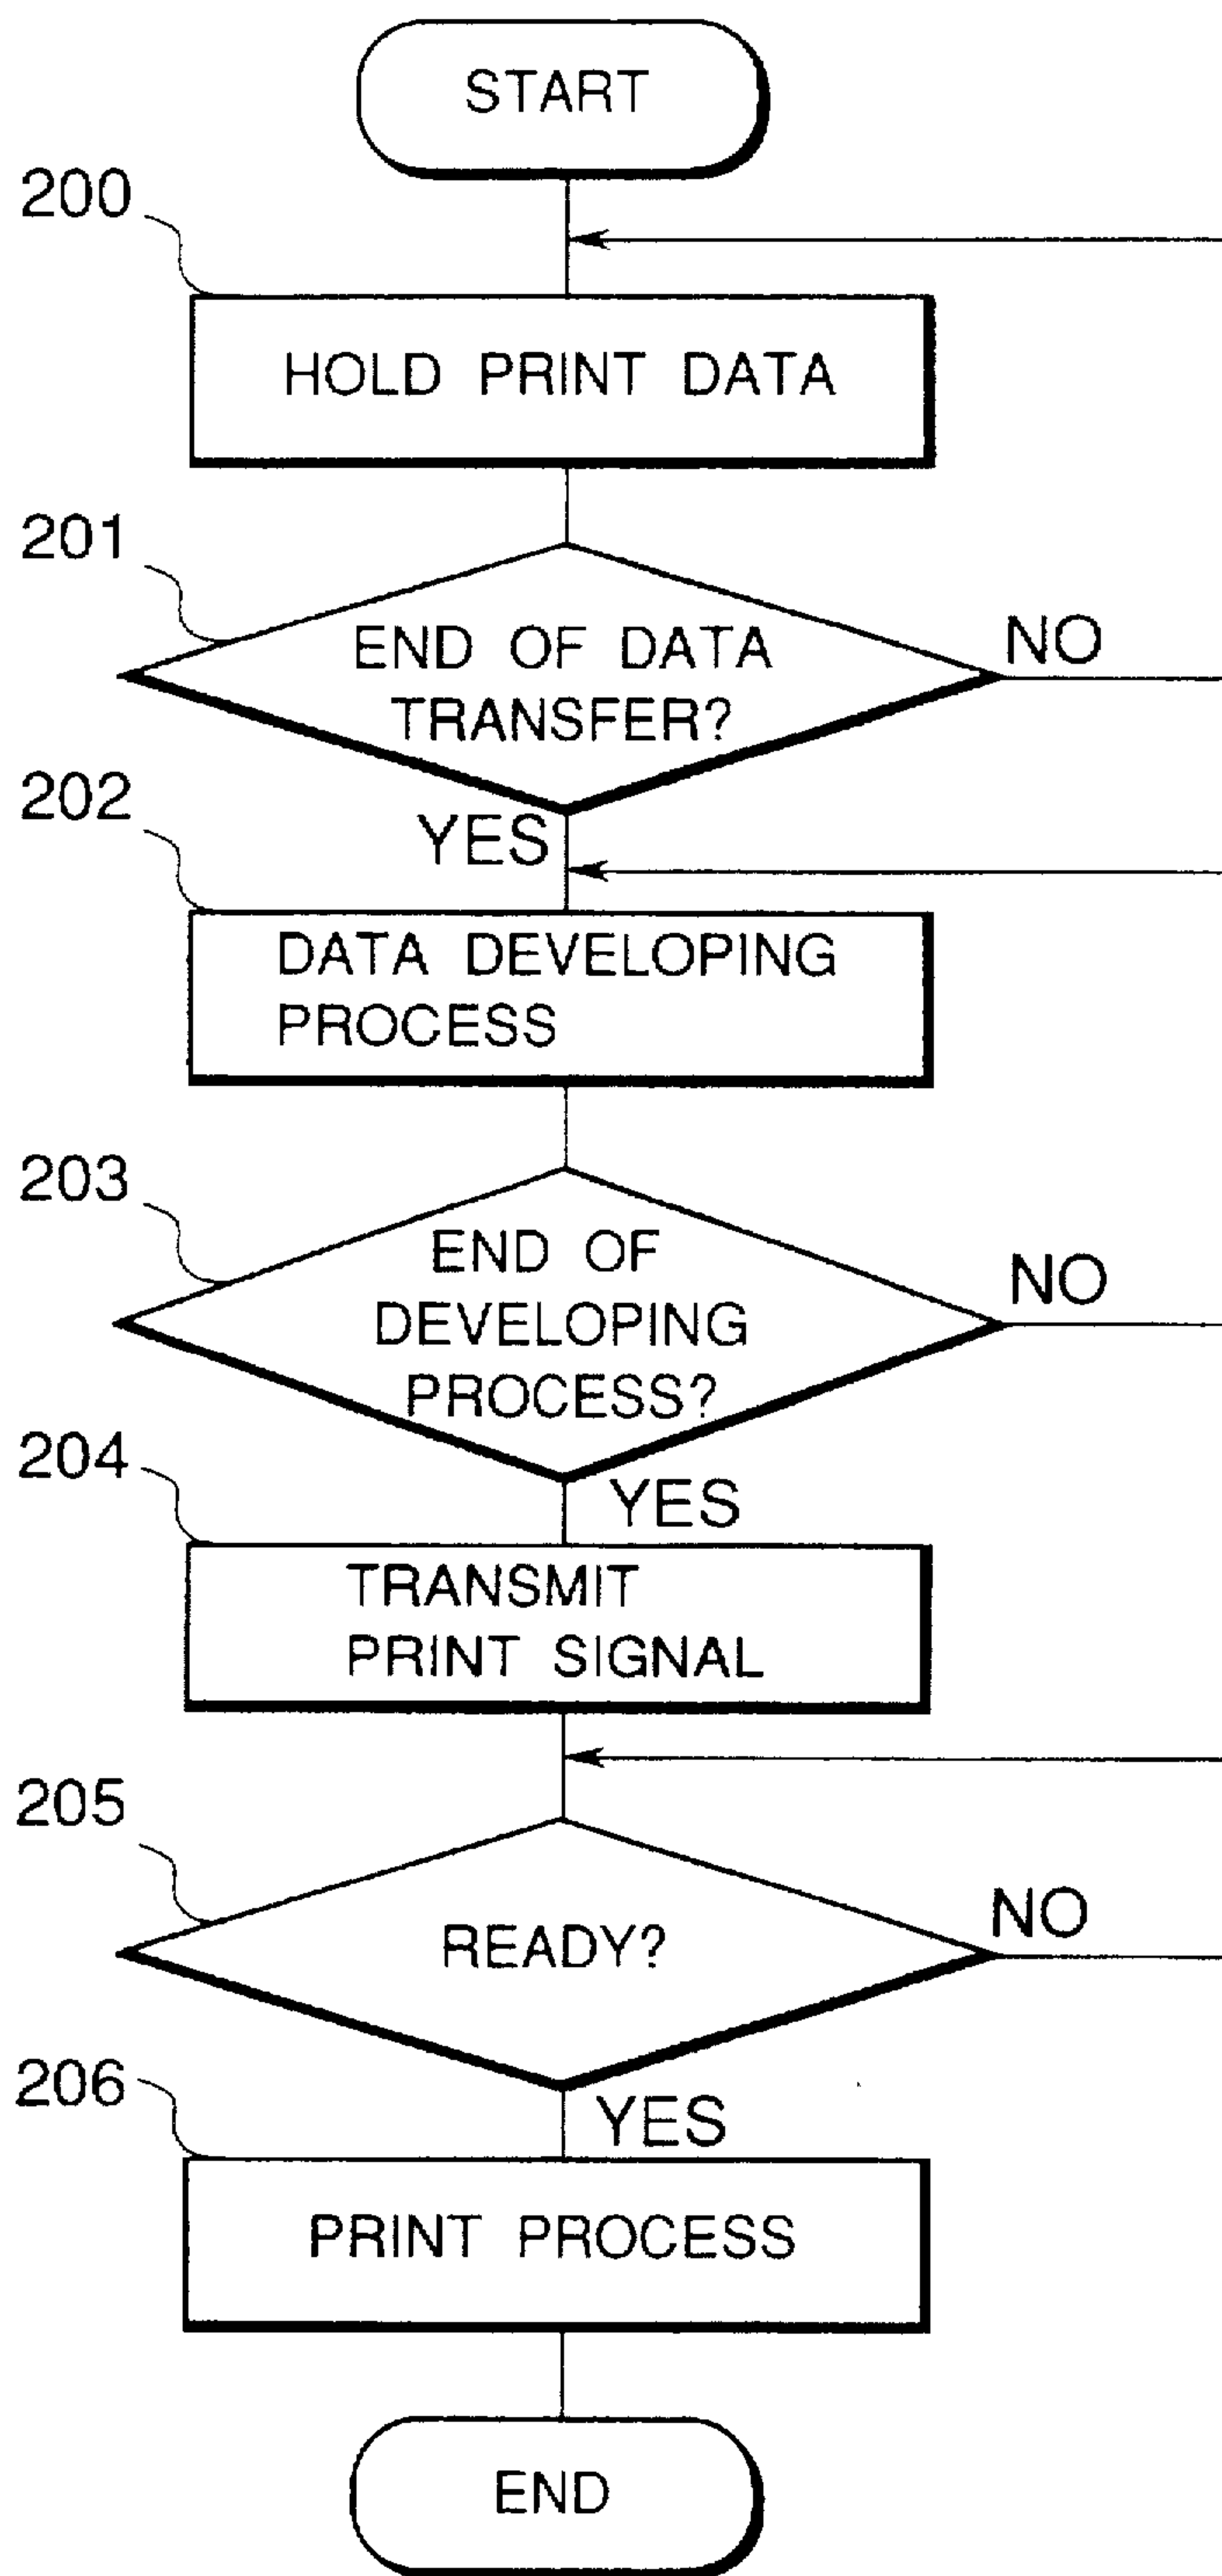 START
200
HOLD PRINT DATA
201
END OF DATA
TRANSFER?
NO
YES
202
DATA DEVELOPING
PROCESS
203
END OF
DEVELOPING
PROCESS?
NO
YES
204
TRANSMIT
PRINT SIGNAL
205
READY?
NO
YES
206
PRINT PROCESS
END